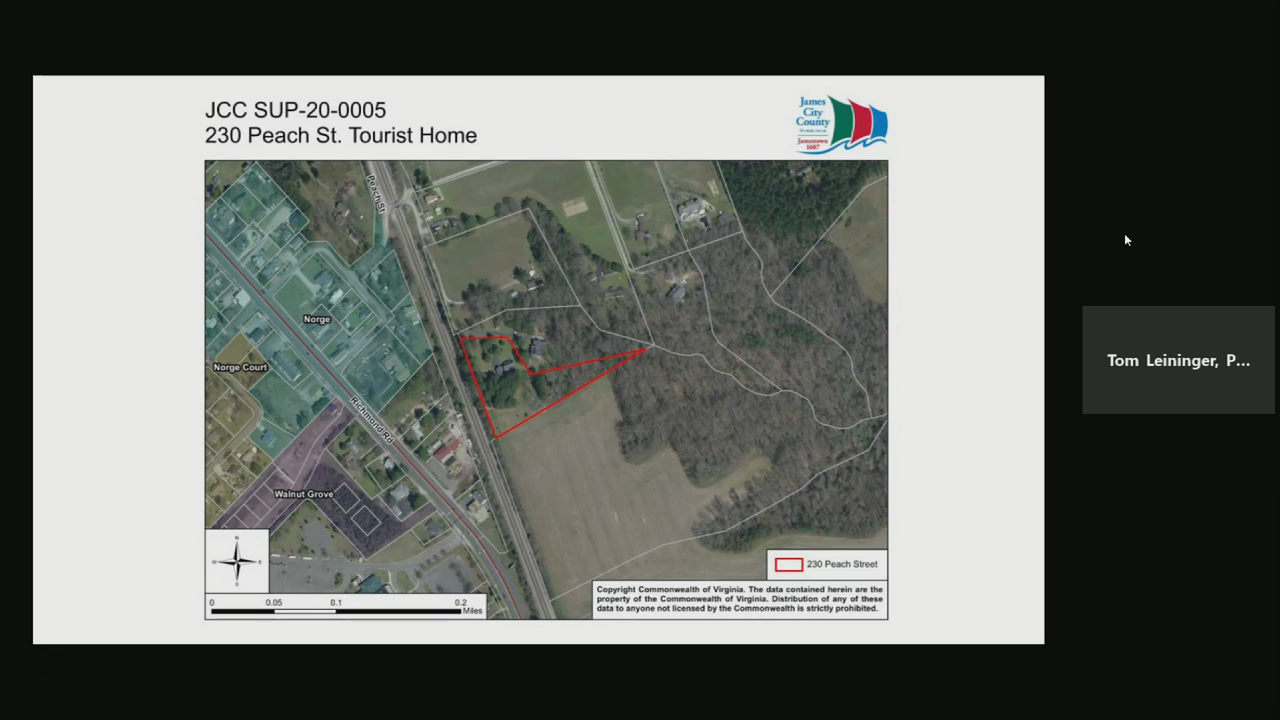 JCC SUP-20-0005
230 Peach St. Tourist Home
James
City
County
VIRGINIA
Jamestown
1607
Peach St
Norge
Norge Court
Richmond Rd
Walnut Grove
N
W
E
S
230 Peach Street
0 0.05 0.1 0.2
Miles
Copyright Commonwealth of Virginia. The data contained herein are the
property of the Commonwealth of Virginia. Distribution of any of these
data to anyone not licensed by the Commonwealth is strictly prohibited.
Tom Leininger, P...